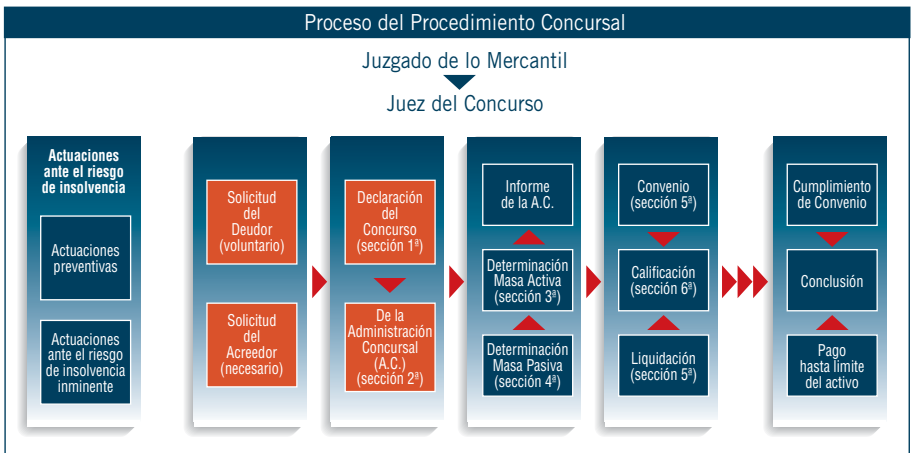 Proceso del Procedimiento Concursal
Juzgado de lo Mercantil
Juez del Concurso
Actuaciones
ante el riesgo
de insolvencia
Actuaciones
preventivas
Actuaciones
ante el riesgo
de insolvencia
inminente
Solicitud
del
Deudor
(voluntario)
Solicitud
del
Acreedor
(necesario)
Declaración
del
Concurso
(sección 1ª)
De la
Administración
Concursal
(A.C.)
(sección 2ª)
Informe
de la A.C.
Determinación
Masa Activa
(sección 3ª)
Determinación
Masa Pasiva
(sección 4ª)
Convenio
(sección 5ª)
Calificación
(sección 6ª)
Liquidación
(sección 5ª)
Cumplimiento
de Convenio
Conclusión
Pago
hasta limite
del activo